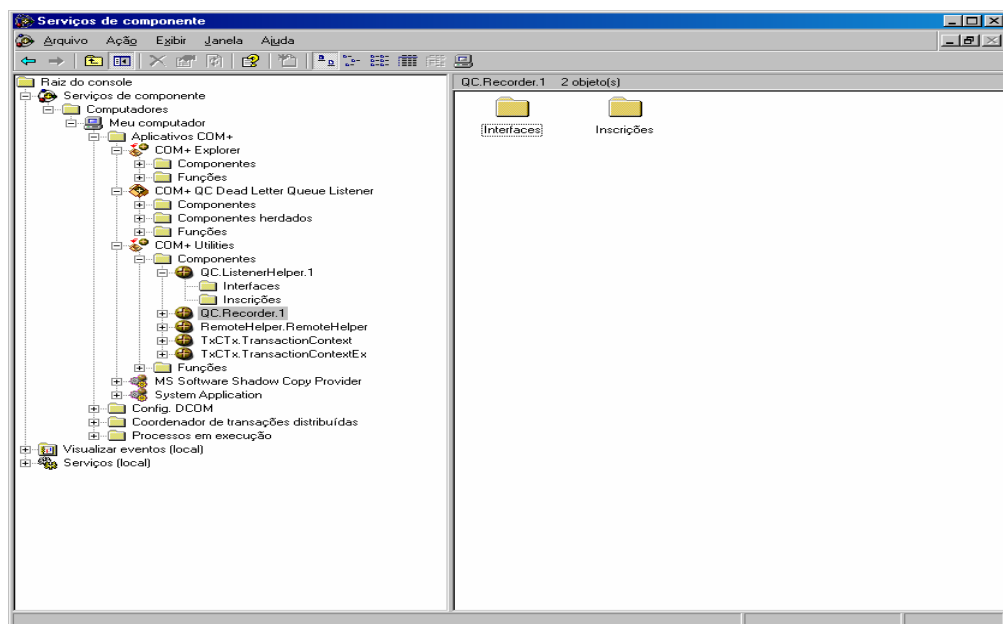 Serviços de componente
Arquivo Ação Exibir Janela Ajuda
Raiz do console
Serviços de componente
Computadores
Meu computador
Aplicativos COM+
COM+ Explorer
Componentes
Funções
COM+ QC Dead Letter Queue Listener
Componentes
Componentes herdados
Funções
COM+ Utilities
Componentes
QC.ListenerHelper.1
Interfaces
Inscrições
QC.Recorder.1
RemoteHelper.RemoteHelper
TxCTx.TransactionContext
TxCTx.TransactionContextEx
Funções
MS Software Shadow Copy Provider
System Application
Config. DCOM
Coordenador de transações distribuídas
Processos em execução
Visualizar eventos (local)
Serviços (local)
QC.Recorder.1 2 objeto(s)
Interfaces Inscrições